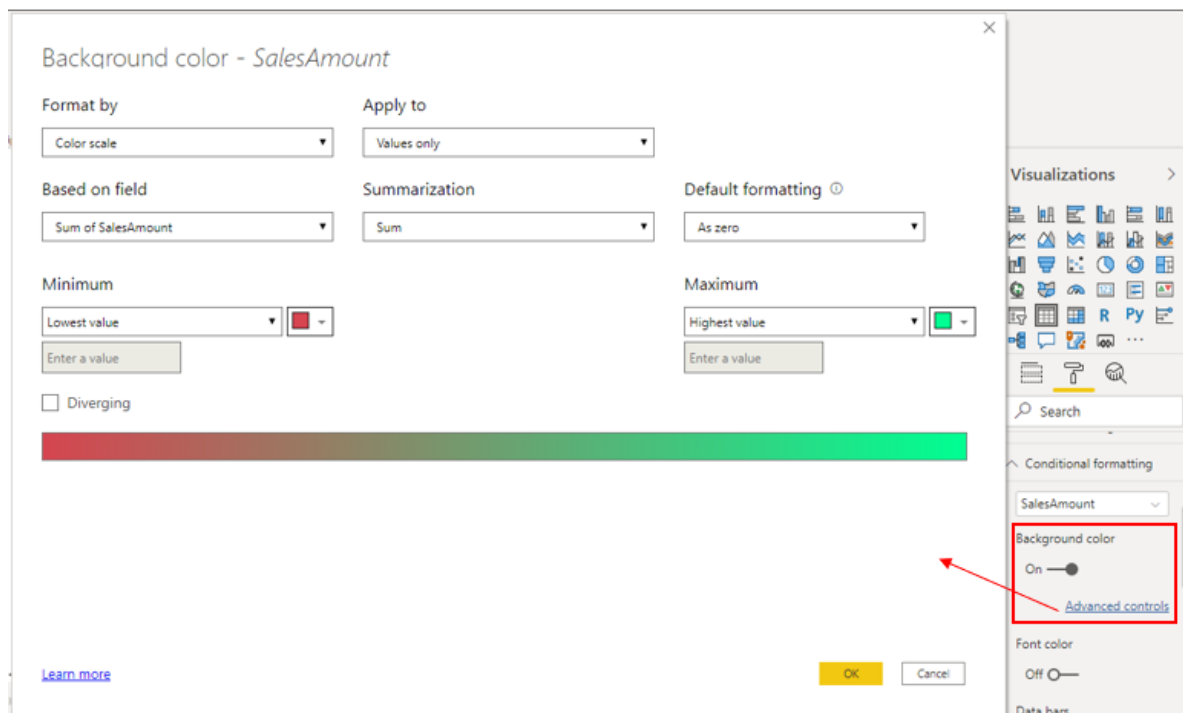 Background color - SalesAmount
Format by
Apply to
Color scale
Values only
Based on field
Summarization
Default formatting
Sum of SalesAmount
Sum
As zero
Minimum
Maximum
Lowest value
Highest value
Enter a value
Enter a value
Diverging
Learn more
OK
Cancel
Visualizations
123
R
Py
Search
Conditional formatting
SalesAmount
Background color
On
Advanced controls
Font color
Off
Data bars